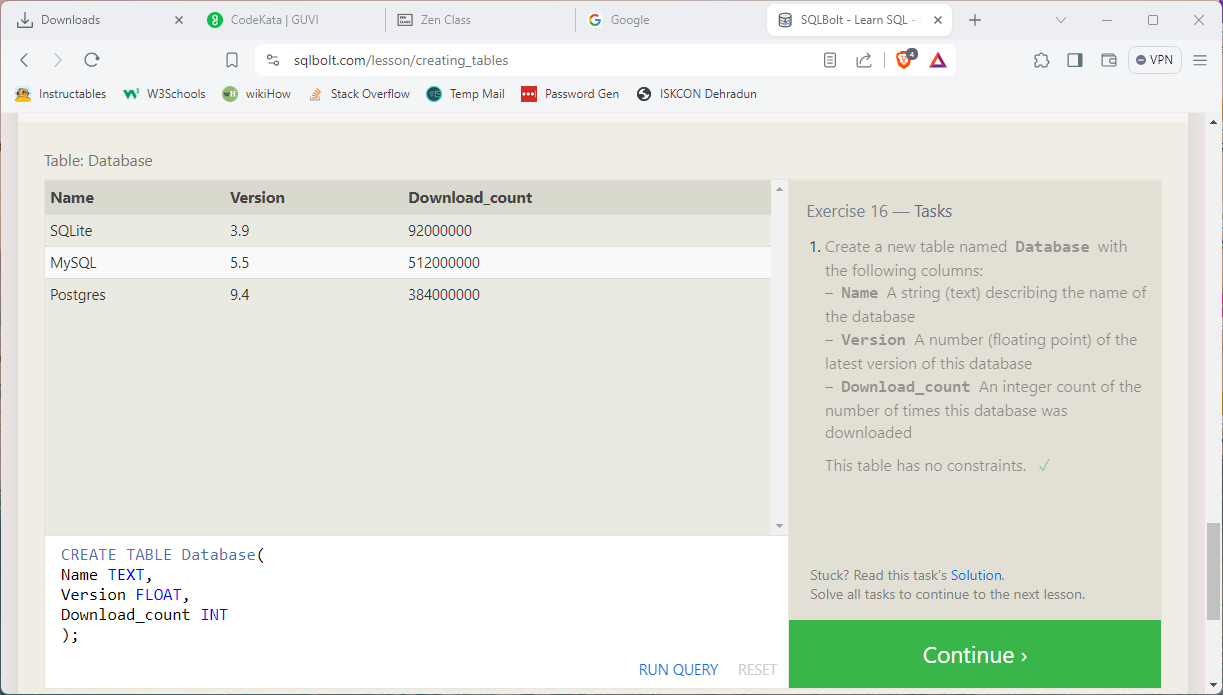 Downloads
CodeKata | GUVI
Zen Class
Google
SQLBolt - Learn SQL -
sqlbolt.com/lesson/creating_tables
4
VPN
Instructables
W3Schools
wikiHow
Stack Overflow
Temp Mail
Password Gen
ISKCON Dehradun
Table: Database
Name Version Download_count
SQLite 3.9 92000000
MySQL 5.5 512000000
Postgres 9.4 384000000
Exercise 16 — Tasks
1. Create a new table named Database with
the following columns:
– Name A string (text) describing the name of
the database
– Version A number (floating point) of the
latest version of this database
– Download_count An integer count of the
number of times this database was
downloaded
This table has no constraints. ✓
CREATE TABLE Database(
Name TEXT,
Version FLOAT,
Download_count INT
);
RUN QUERY RESET
Stuck? Read this task's Solution.
Solve all tasks to continue to the next lesson.
Continue ›